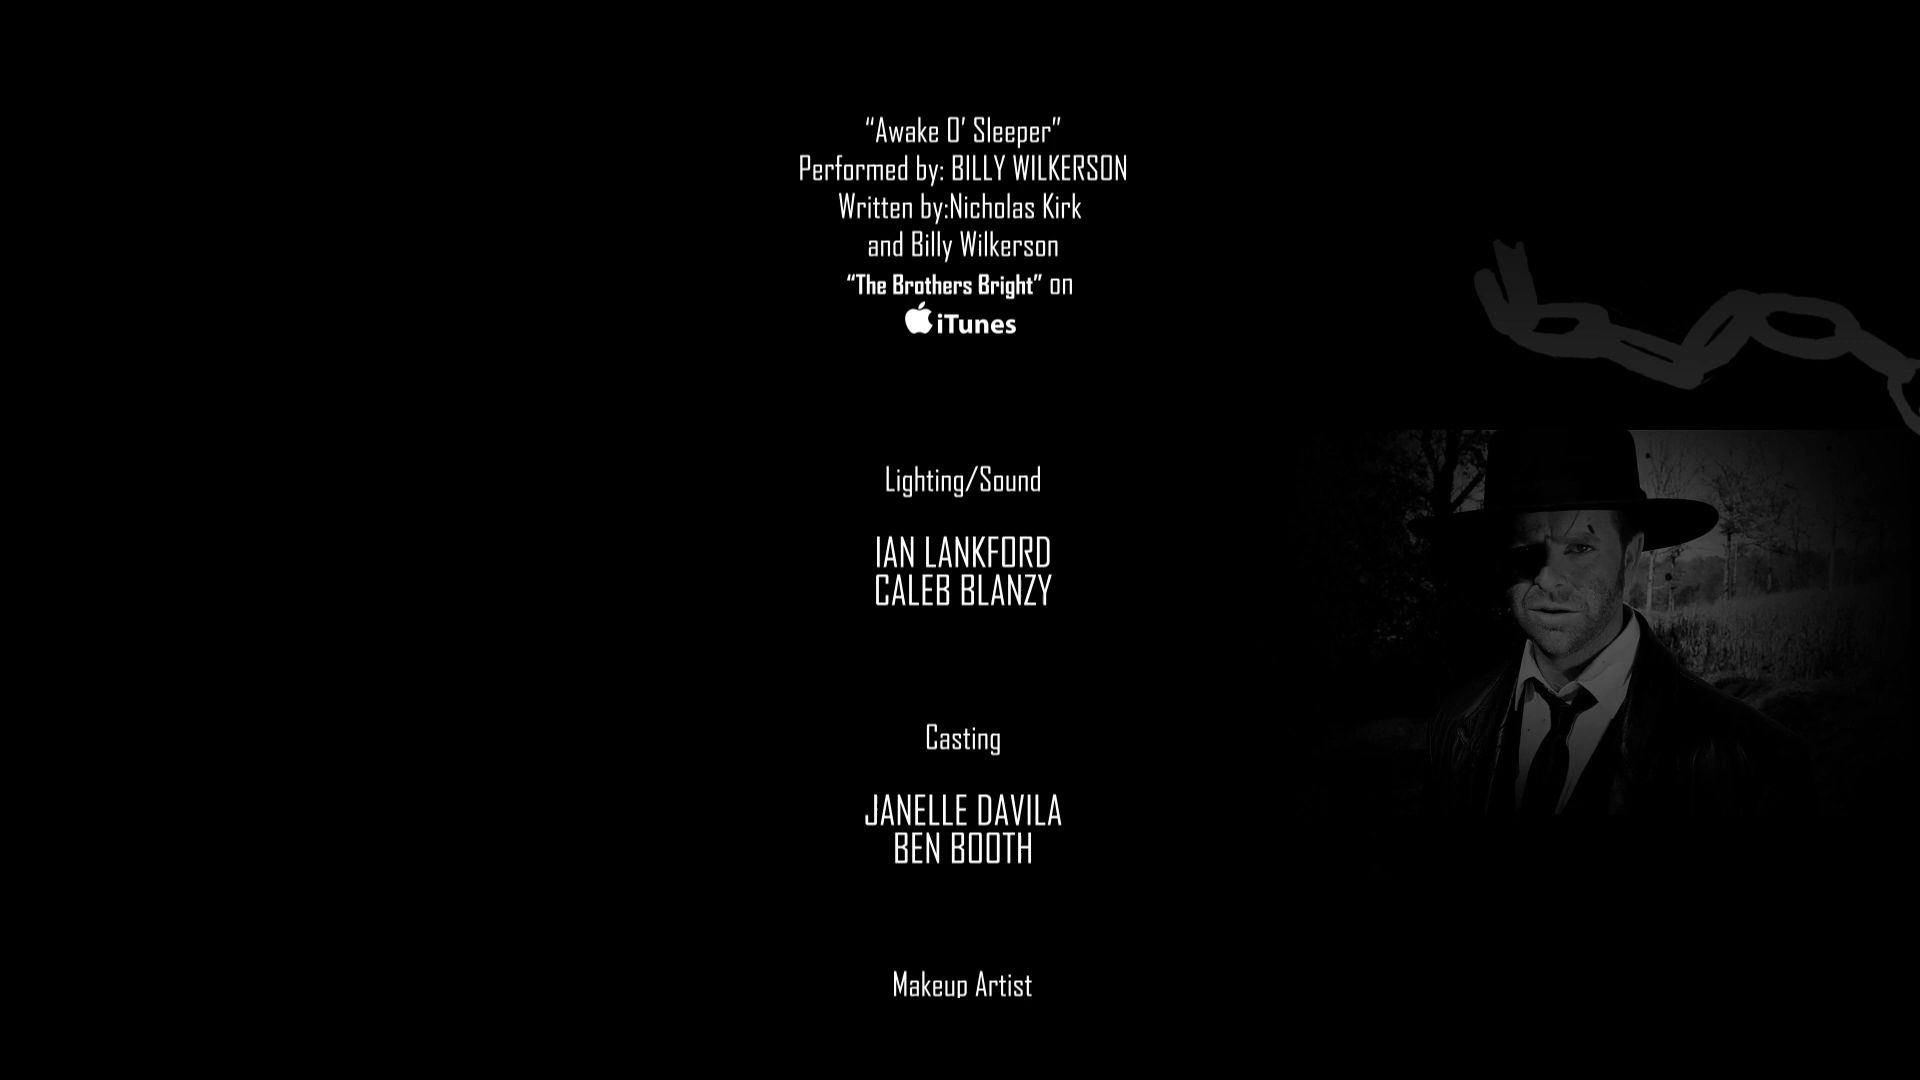 “Awake O’ Sleeper”
Performed by: BILLY WILKERSON
Written by:Nicholas Kirk
and Billy Wilkerson
“The Brothers Bright” on
iTunes
Lighting/Sound
IAN LANKFORD
CALEB BLANZY
Casting
JANELLE DAVILA
BEN BOOTH
Makeup Artist